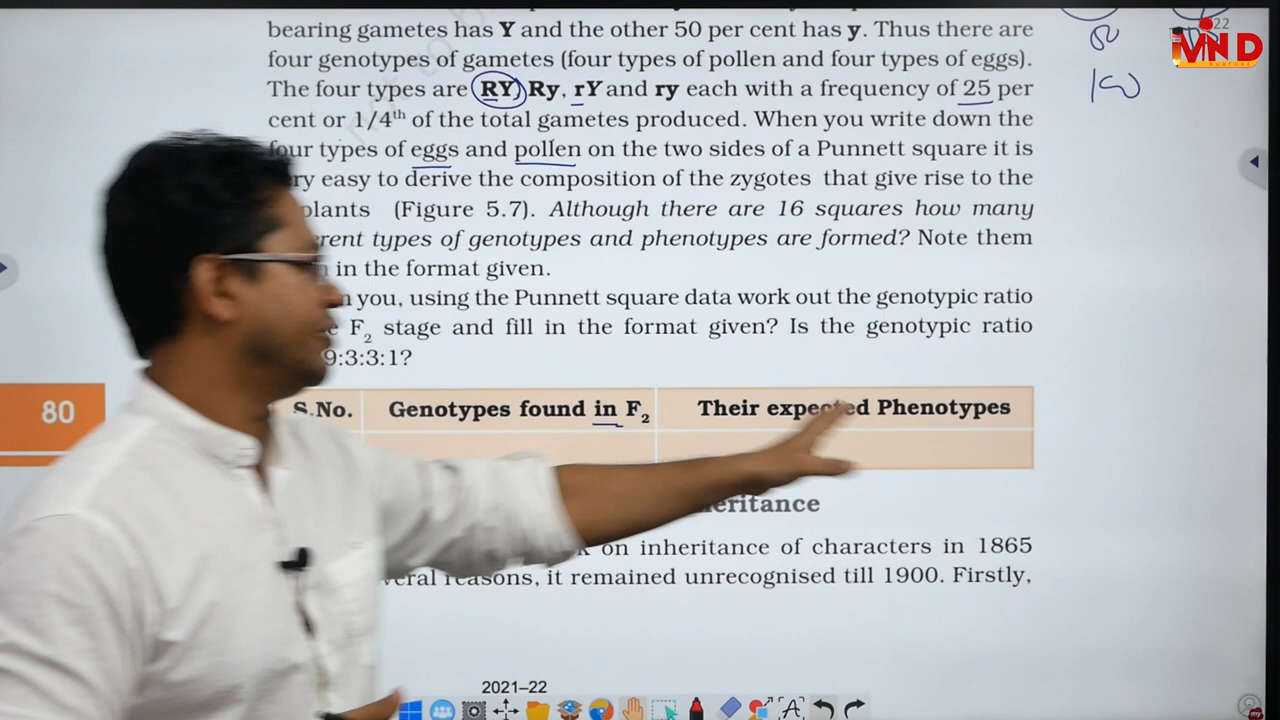 bearing gametes has Y and the other 50 per cent has y. Thus there are
four genotypes of gametes (four types of pollen and four types of eggs).
The four types are RY, Ry, rY and ry each with a frequency of 25 per
cent or 1/4th of the total gametes produced. When you write down the
four types of eggs and pollen on the two sides of a Punnett square it is
easy to derive the composition of the zygotes that give rise to the
plants (Figure 5.7). Although there are 16 squares how many
types of genotypes and phenotypes are formed? Note them
in the format given.
you, using the Punnett square data work out the genotypic ratio
F2 stage and fill in the format given? Is the genotypic ratio
9:3:3:1?
80
S.No. Genotypes found in F2 Their expected Phenotypes
on inheritance of characters in 1865
reasons, it remained unrecognised till 1900. Firstly,
2021–22
22
VIND